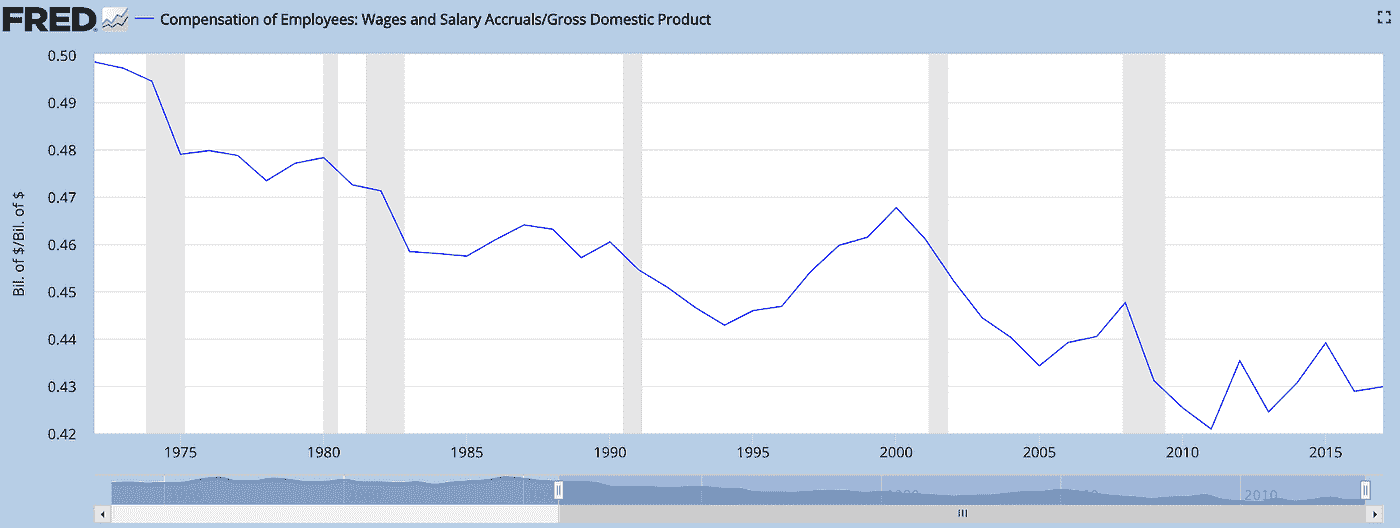 FRED
Compensation of Employees: Wages and Salary Accruals/Gross Domestic Product
Bil. of $/Bil. of $
0.50
0.49
0.48
0.47
0.46
0.45
0.44
0.43
0.42
1975 1980 1985 1990 1995 2000 2005 2010 2015
2010